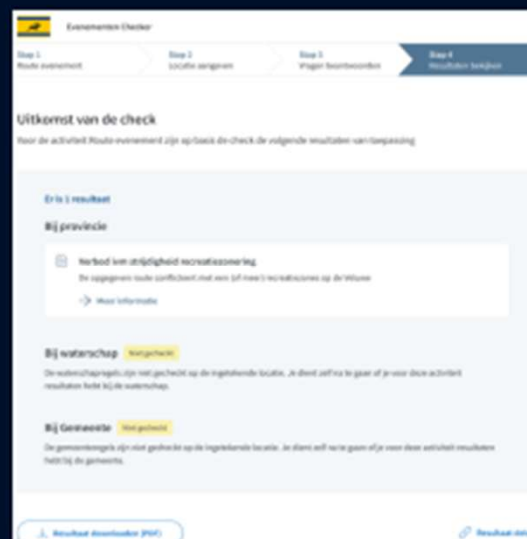 Evenementen Checker
Stap 1
Route evenement
Stap 2
Locatie aangeven
Stap 3
Vragen beantwoorden
Stap 4
Resultaten bekijken
Uitkomst van de check
Voor de activiteit Route-evenement zijn op basis de check de volgende resultaten van toepassing
Er is 1 resultaat
Bij provincie
Verbod ivm strijdigheid recreatiezonering
De opgegeven route conflicteert met een (of meer) recreatiezones op de Veluwe
Meer informatie
Bij waterschap Niet gecheckt
De waterschapregels zijn niet gecheckt op de ingetekende locatie. Je dient zelf na te gaan of je voor deze activiteit
resultaten hebt bij de waterschap.
Bij Gemeente Niet gecheckt
De gemeenteregels zijn niet gecheckt op de ingetekende locatie. Je dient zelf na te gaan of je voor deze activiteit resultaten
hebt bij de gemeente.
Resultaat downloaden (PDF)
Resultaat